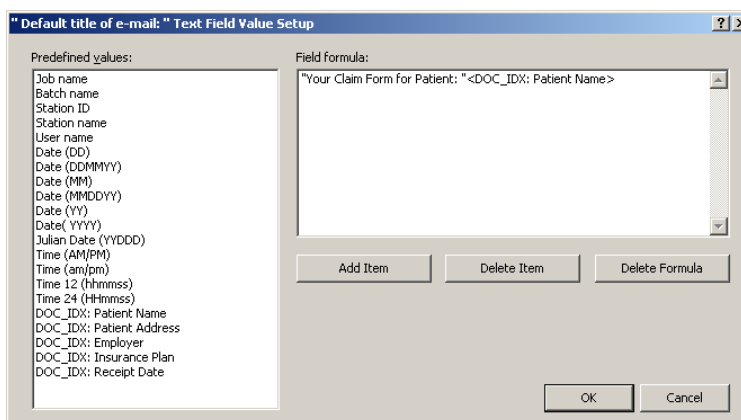 " Default title of e-mail: " Text Field Value Setup
Predefined values:
Job name
Batch name
Station ID
Station name
User name
Date (DD)
Date (DDMMYY)
Date (MM)
Date (MMDDYY)
Date (YY)
Date( YYYY)
Julian Date (YYDDD)
Time (AM/PM)
Time (am/pm)
Time 12 (hhmmss)
Time 24 (HHmmss)
DOC_IDX: Patient Name
DOC_IDX: Patient Address
DOC_IDX: Employer
DOC_IDX: Insurance Plan
DOC_IDX: Receipt Date
Field formula:
"Your Claim Form for Patient: "<DOC_IDX: Patient Name>
Add Item
Delete Item
Delete Formula
OK
Cancel